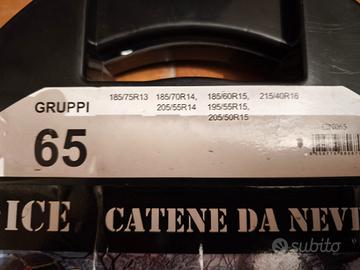 GRUPPI
65
185/75R13
185/70R14,
205/55R14
185/60R15,
195/55R15,
205/50R15
215/40R16
ICE CATENE DA NEVI
subito